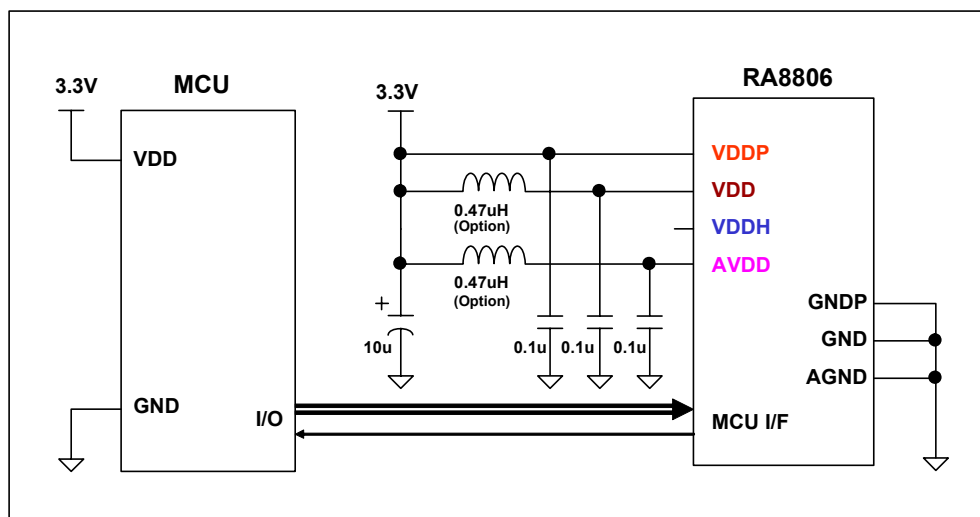 MCU
3.3V
VDD
GND
I/O
3.3V
0.47uH
(Option)
0.47uH
(Option)
+
10u
0.1u
0.1u
0.1u
RA8806
VDDP
VDD
VDDH
AVDD
GNDP
GND
AGND
MCU I/F